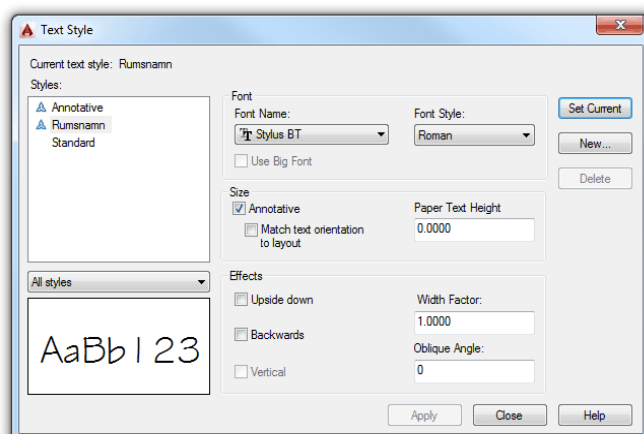 Text Style
Current text style: Rumsnamn
Styles:
Annotative
Rumsnamn
Standard
All styles
AaBb123
Font
Font Name:
Stylus BT
Use Big Font
Font Style:
Roman
Size
Annotative
Match text orientation
to layout
Paper Text Height
0.0000
Effects
Upside down
Backwards
Vertical
Width Factor:
1.0000
Oblique Angle:
0
Set Current
New...
Delete
Apply
Close
Help